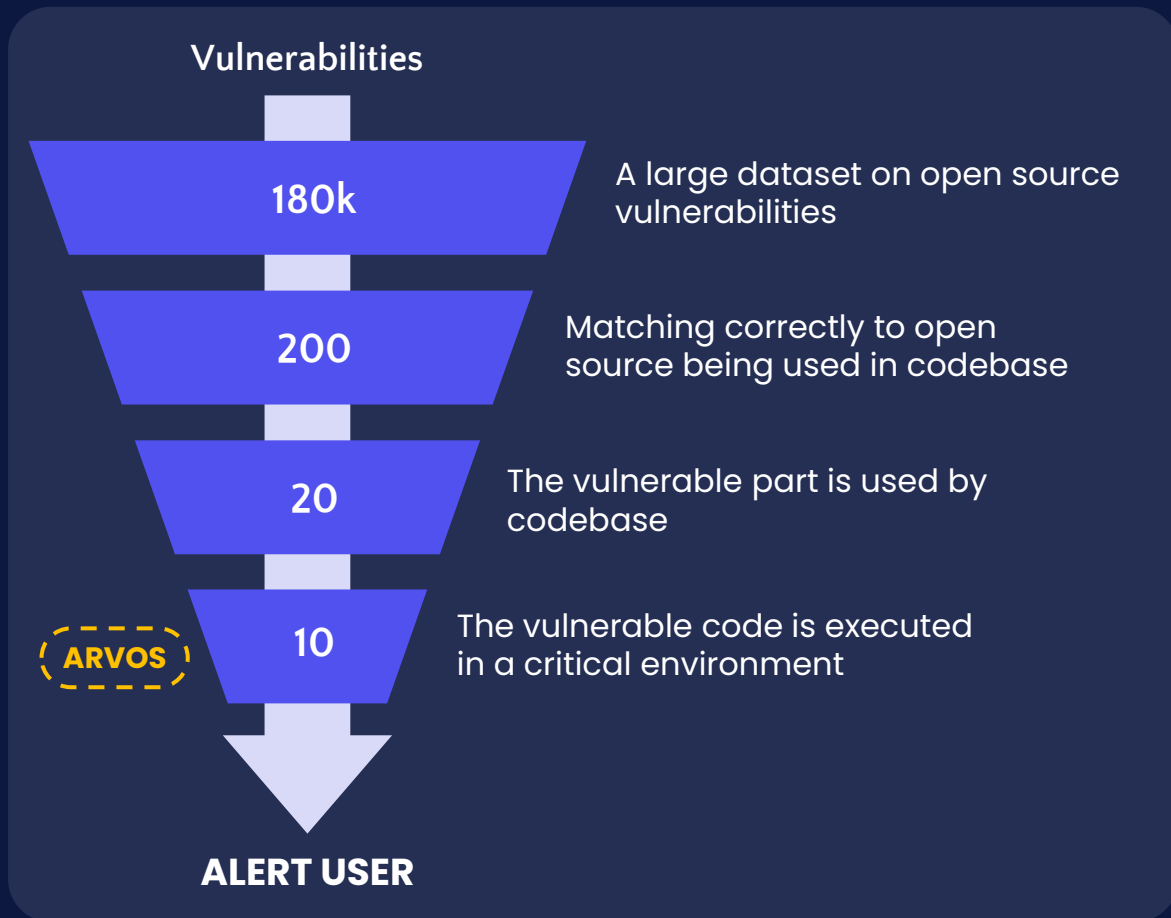 Vulnerabilities
180k
A large dataset on open source
vulnerabilities
200
Matching correctly to open
source being used in codebase
20
The vulnerable part is used by
codebase
ARVOS
10
The vulnerable code is executed
in a critical environment
ALERT USER